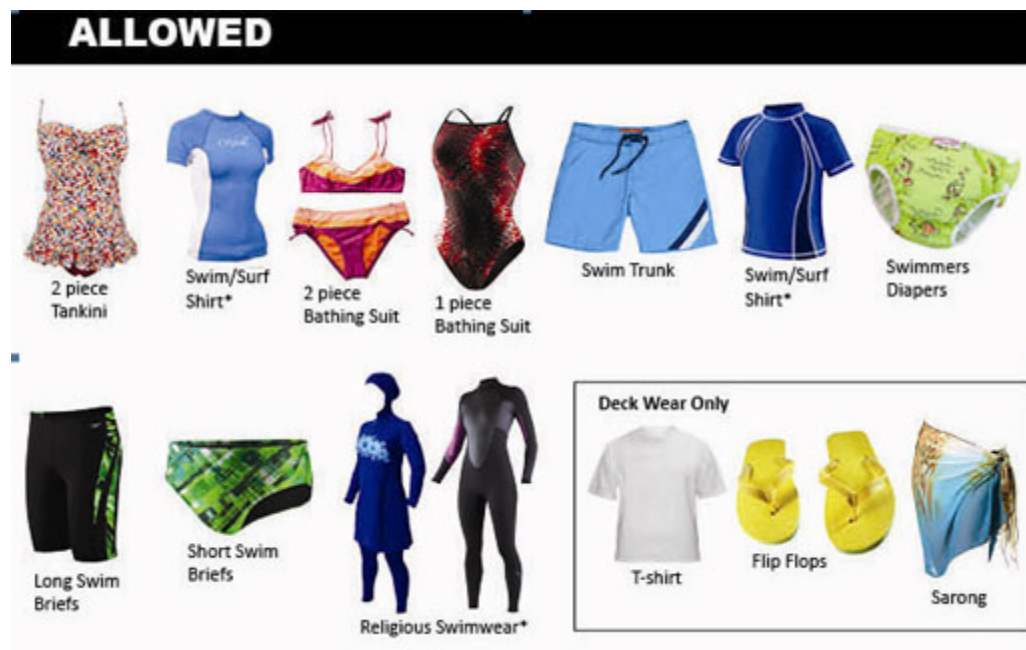 ALLOWED
2 piece
Tankini
Swim/Surf
Shirt*
2 piece
Bathing Suit
1 piece
Bathing Suit
Swim Trunk
Swim/Surf
Shirt*
Swimmers
Diapers
Long Swim
Briefs
Short Swim
Briefs
Religious Swimwear*
Deck Wear Only
T-shirt
Flip Flops
Sarong